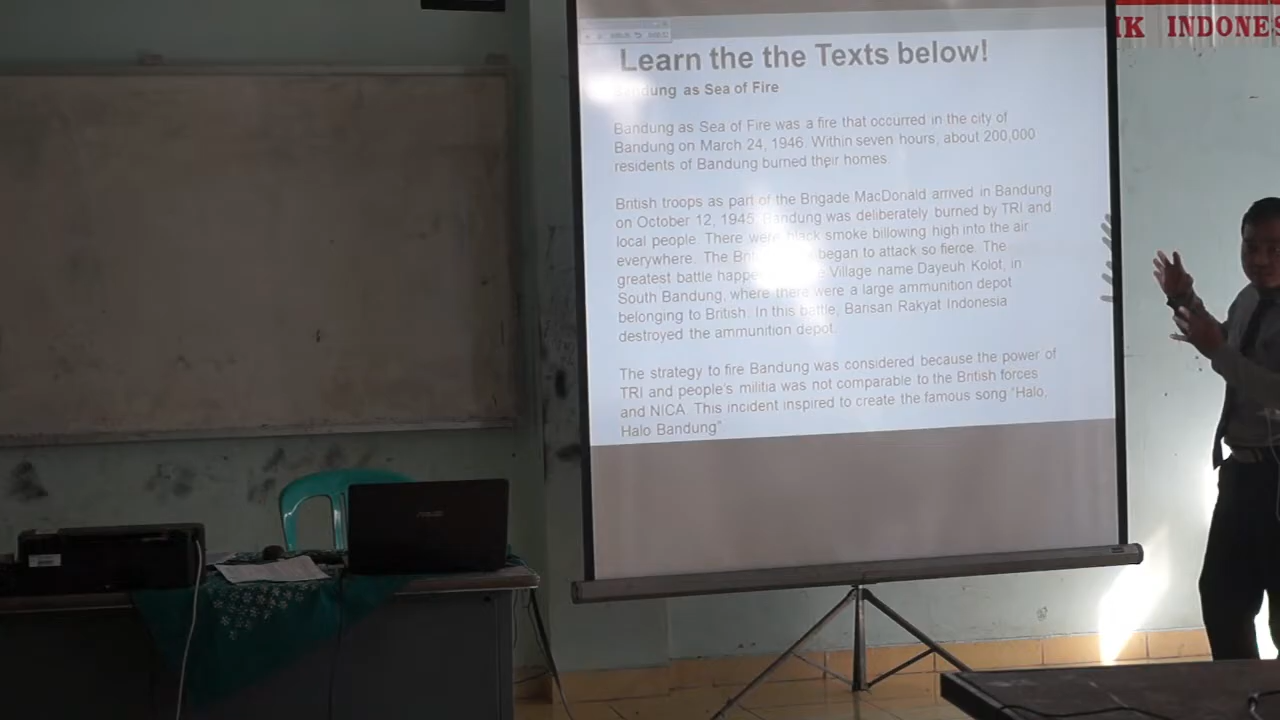 IK INDONES
Learn the the Texts below!
Bandung as Sea of Fire
Bandung as Sea of Fire was a fire that occurred in the city of
Bandung on March 24, 1946. Within seven hours, about 200,000
residents of Bandung burned their homes.
British troops as part of the Brigade MacDonald arrived in Bandung
on October 12, 1945. Bandung was deliberately burned by TRI and
local people. There were black smoke billowing high into the air
everywhere. The began to attack so fierce. The
greatest battle Village name Dayeuh Kolot, in
South Bandung, where there were a large ammunition depot
belonging to British. In this battle, Barisan Rakyat Indonesia
destroyed the ammunition depot.
The strategy to fire Bandung was considered because the power of
TRI and people's militia was not comparable to the British forces
and NICA. This incident inspired to create the famous song "Halo,
Halo Bandung"
ASUS